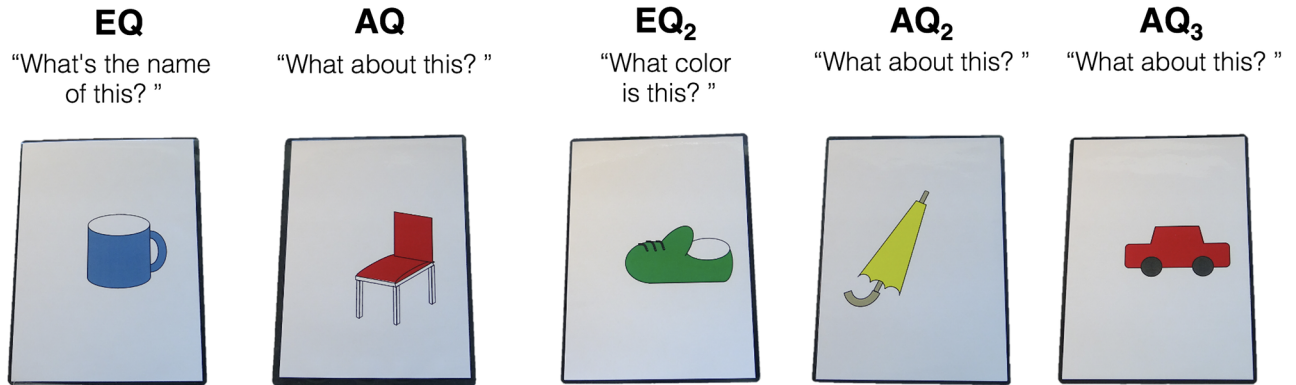 EQ
“What's the name
of this? ”
AQ
“What about this? ”
EQ₂
“What color
is this? ”
AQ₂
“What about this? ”
AQ₃
“What about this? ”